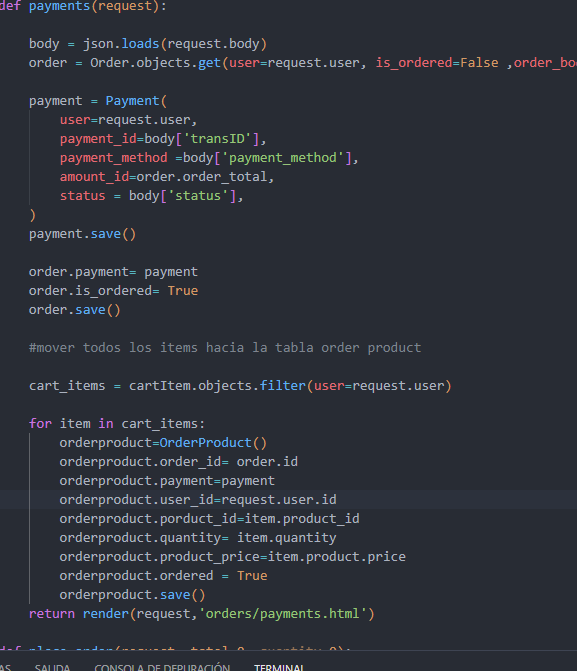 def payments(request):
body = json.loads(request.body)
order = Order.objects.get(user=request.user, is_ordered=False ,order_bo
payment = Payment(
user=request.user,
payment_id=body['transID'],
payment_method =body['payment_method'],
amount_id=order.order_total,
status = body['status'],
)
payment.save()
order.payment= payment
order.is_ordered= True
order.save()
#mover todos los items hacia la tabla order product
cart_items = cartItem.objects.filter(user=request.user)
for item in cart_items:
orderproduct=OrderProduct()
orderproduct.order_id= order.id
orderproduct.payment=payment
orderproduct.user_id=request.user.id
orderproduct.porduct_id=item.product_id
orderproduct.quantity= item.quantity
orderproduct.product_price=item.product.price
orderproduct.ordered = True
orderproduct.save()
return render(request,'orders/payments.html')
AS SALIDA CONSOLA DE DEPURACIÓN TERMINAL